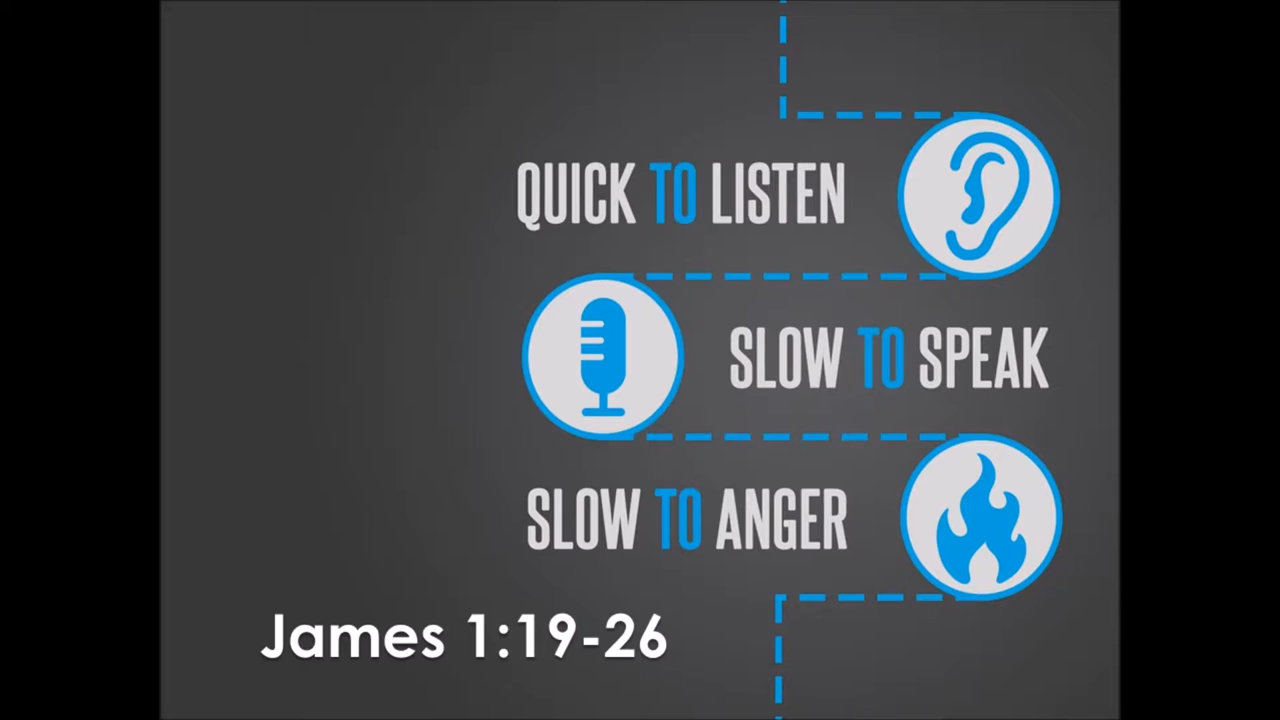 QUICK TO LISTEN
SLOW TO SPEAK
SLOW TO ANGER
James 1:19-26